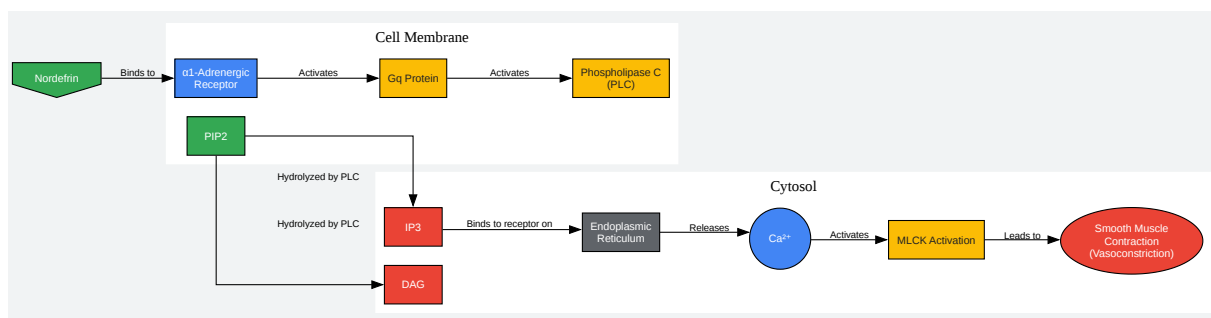 Cell Membrane
Nordefrin
Binds to
α1-Adrenergic
Receptor
Activates
Gq Protein
Activates
Phospholipase C
(PLC)
PIP2
Hydrolyzed by PLC
Cytosol
Hydrolyzed by PLC
IP3
Binds to receptor on
Endoplasmic
Reticulum
Releases
Ca²⁺
Activates
MLCK Activation
Leads to
Smooth Muscle
Contraction
(Vasoconstriction)
DAG